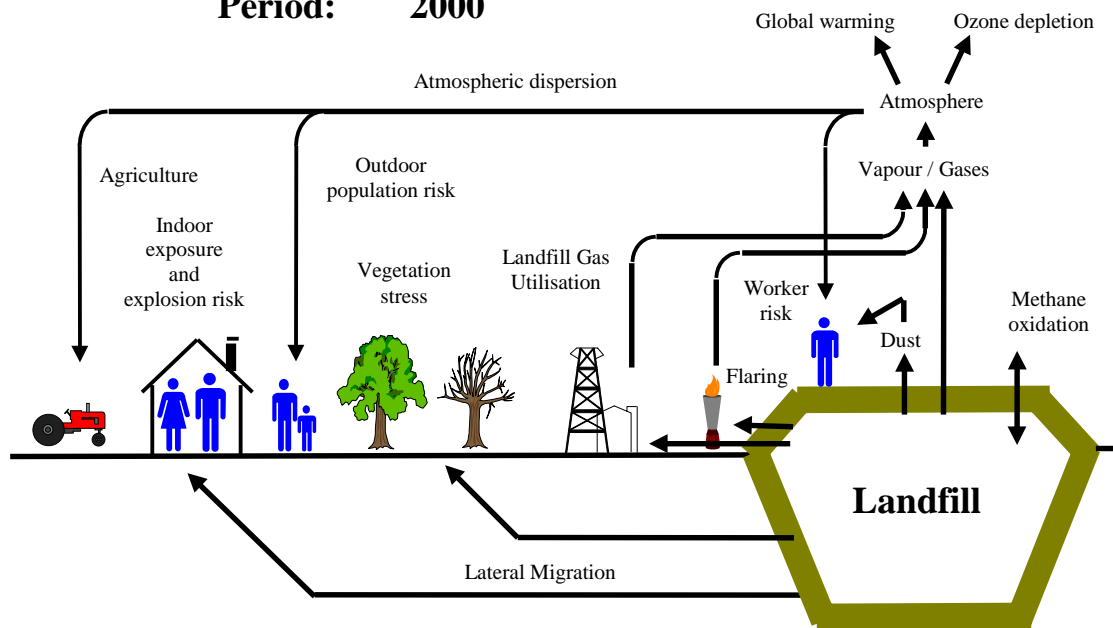 Period: 2000
Global warming
Ozone depletion
Atmospheric dispersion
Atmosphere
Agriculture
Outdoor
population risk
Vapour / Gases
Indoor
exposure
and
explosion risk
Vegetation
stress
Landfill Gas
Utilisation
Worker
risk
Methane
oxidation
Dust
Flaring
Landfill
Lateral Migration